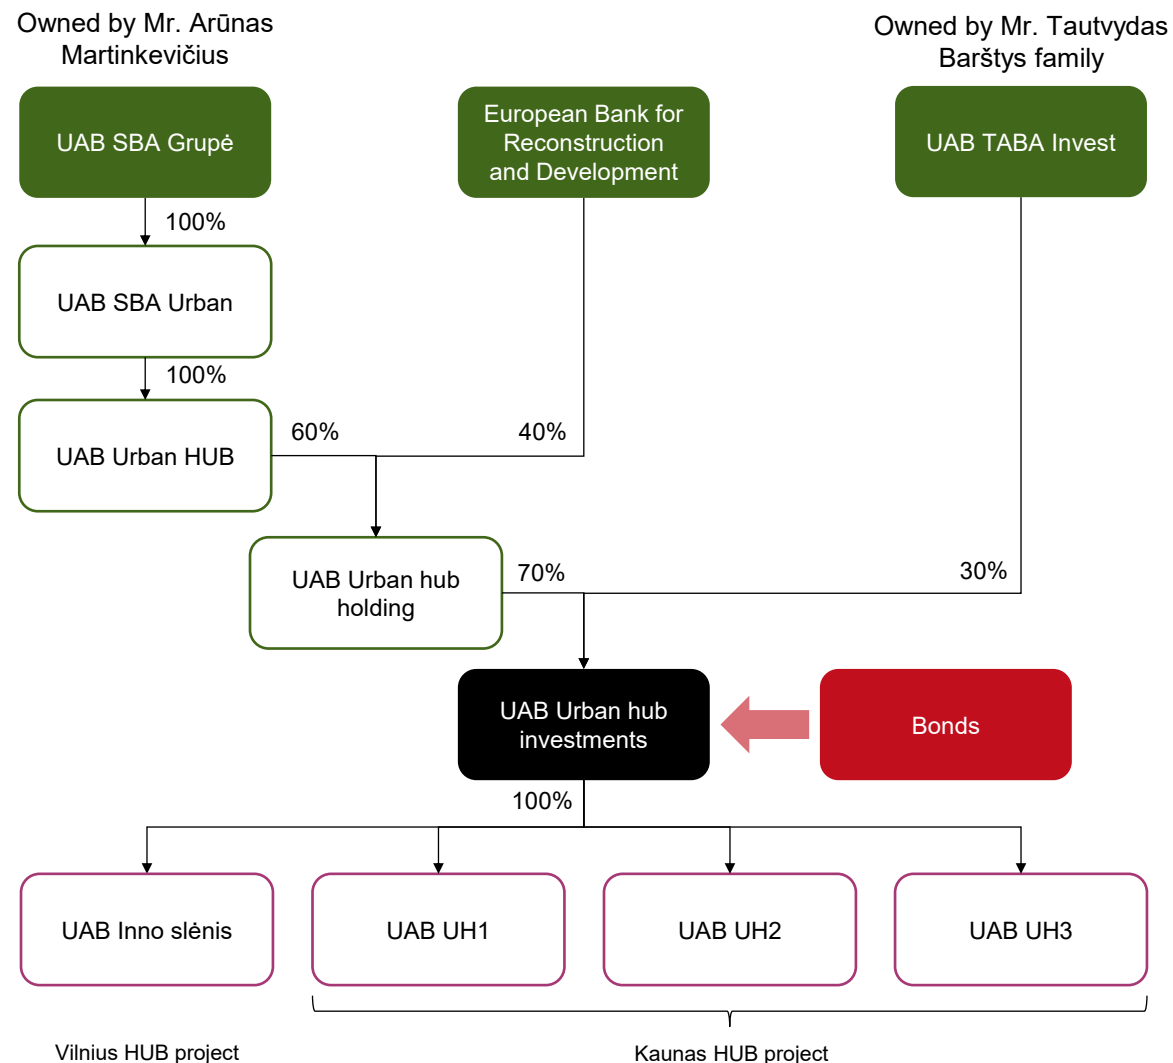 Owned by Mr. Arūnas
Martinkevičius
Owned by Mr. Tautvydas
Barštys family
UAB SBA Grupė
European Bank for
Reconstruction
and Development
UAB TABA Invest
100%
UAB SBA Urban
100%
UAB Urban HUB
60%
40%
UAB Urban hub
holding
70%
30%
UAB Urban hub
investments
Bonds
100%
UAB Inno slėnis
UAB UH1
UAB UH2
UAB UH3
Vilnius HUB project
Kaunas HUB project